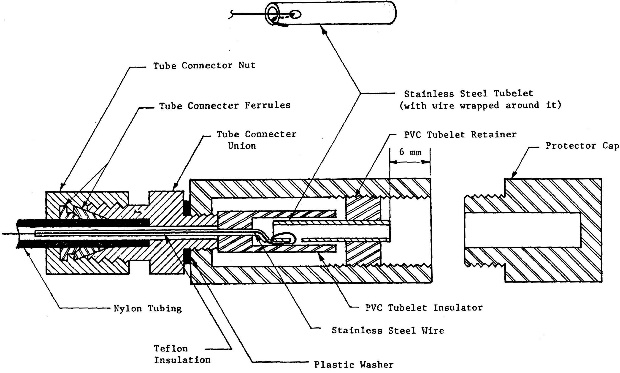 Tube Connector Nut
Tube Connecter Ferrules
Tube Connecter
Union
Stainless Steel Tubelet
(with wire wrapped around it)
PVC Tubelet Retainer
6 mm
Protector Cap
Nylon Tubing
PVC Tubelet Insulator
Stainless Steel Wire
Teflon
Insulation
Plastic Washer